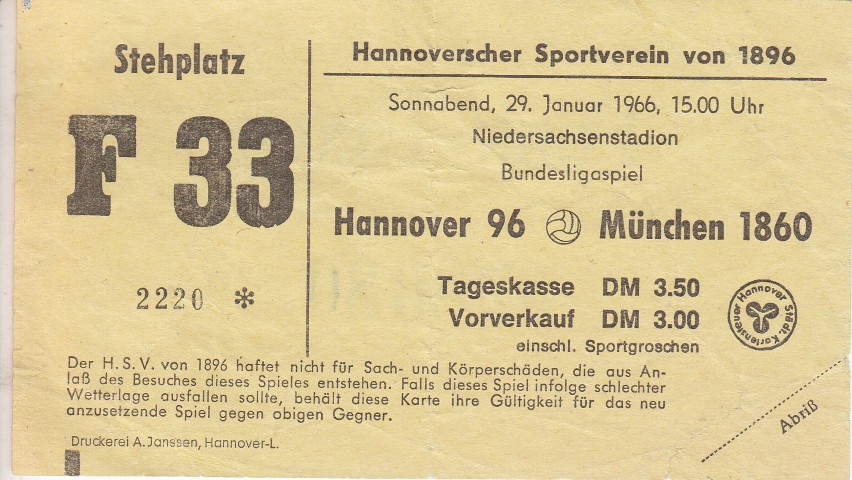 Stehplatz
F 33
2220 *
Hannoverscher Sportverein von 1896
Sonnabend, 29. Januar 1966, 15.00 Uhr
Niedersachsenstadion
Bundesligaspiel
Hannover 96 München 1860
Tageskasse DM 3.50
Vorverkauf DM 3.00
einschl. Sportgroschen
Hannover Städt. Kartensteuer
Der H. S. V. von 1896 haftet nicht für Sach- und Körperschäden, die aus An-
laß des Besuches dieses Spieles entstehen. Falls dieses Spiel infolge schlechter
Wetterlage ausfallen sollte, behält diese Karte ihre Gültigkeit für das neu
anzusetzende Spiel gegen obigen Gegner.
Abriß
Druckerei A. Janssen, Hannover-L.